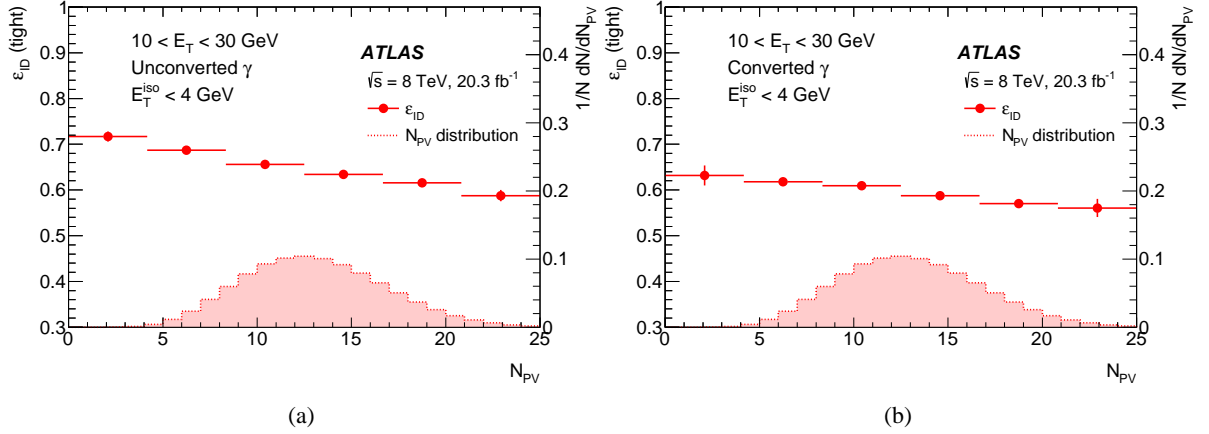 ε_ID (tight)
1
0.9
0.8
0.7
0.6
0.5
0.4
0.3
10 < E_T < 30 GeV
Unconverted γ
E_T^iso < 4 GeV
ATLAS
√s = 8 TeV, 20.3 fb^-1
ε_ID
N_PV distribution
1/N dN/dN_PV
0.4
0.3
0.2
0.1
0
0 5 10 15 20 25
N_PV
(a)
ε_ID (tight)
1
0.9
0.8
0.7
0.6
0.5
0.4
0.3
10 < E_T < 30 GeV
Converted γ
E_T^iso < 4 GeV
ATLAS
√s = 8 TeV, 20.3 fb^-1
ε_ID
N_PV distribution
1/N dN/dN_PV
0.4
0.3
0.2
0.1
0
0 5 10 15 20 25
N_PV
(b)